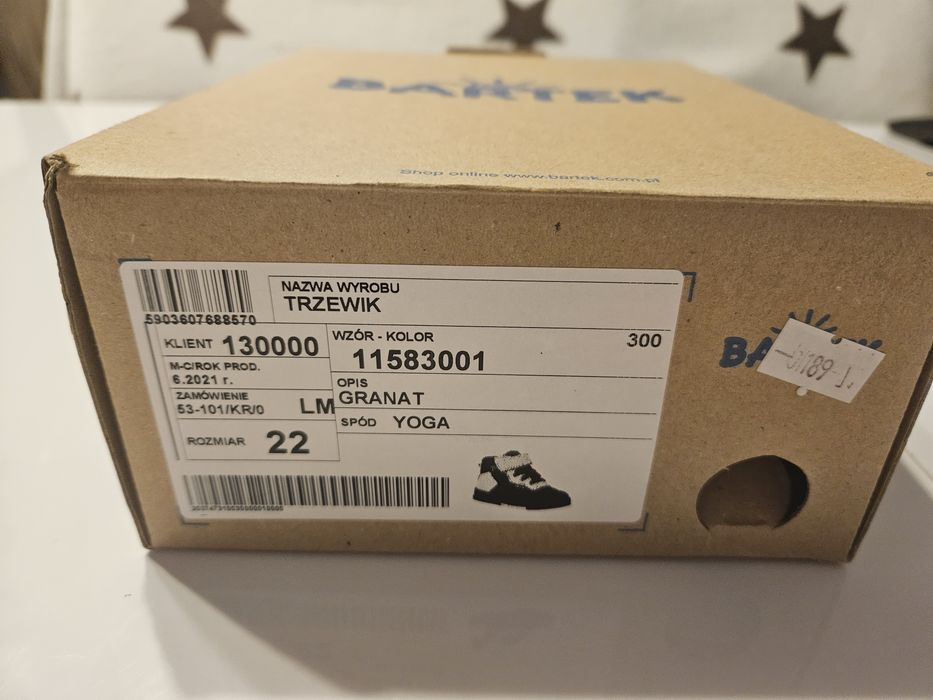 BARTEK
Shop online www.bartek.com.pl
5903607688570
NAZWA WYROBU
TRZEWIK
KLIENT 130000
WZÓR - KOLOR 300
11583001
M-C/ROK PROD.
6.2021 r.
OPIS
GRANAT
ZAMÓWIENIE
53-101/KR/0 LM
SPÓD YOGA
ROZMIAR 22